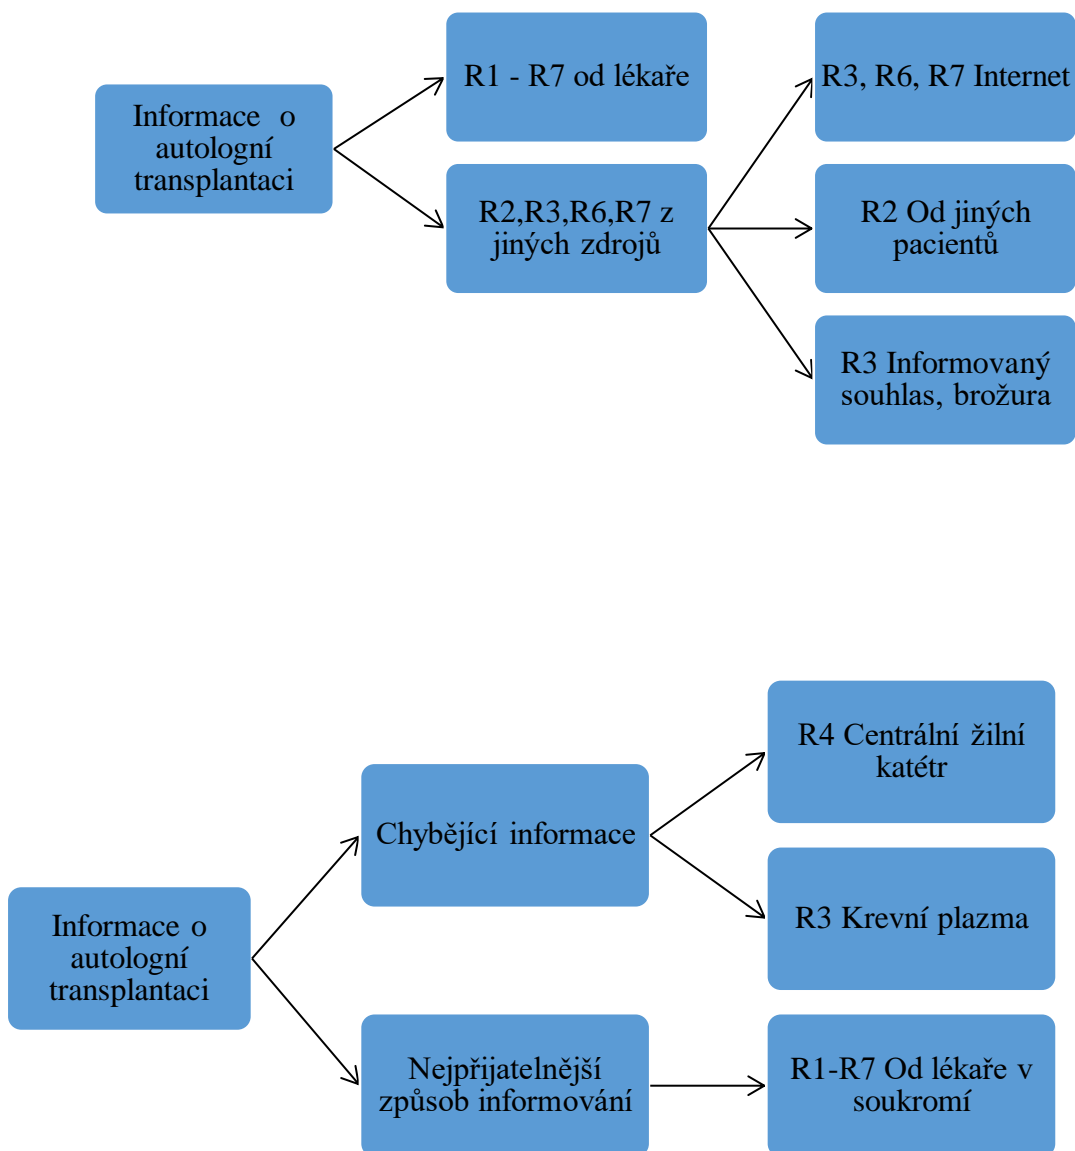 Informace o
autologní
transplantaci
R1 - R7 od lékaře
R2,R3,R6,R7 z
jiných zdrojů
R3, R6, R7 Internet
R2 Od jiných
pacientů
R3 Informovaný
souhlas, brožura
Informace o
autologní
transplantaci
Chybějící informace
R4 Centrální žilní
katétr
R3 Krevní plazma
Nejpřijatelnější
způsob informování
R1-R7 Od lékaře v
soukromí